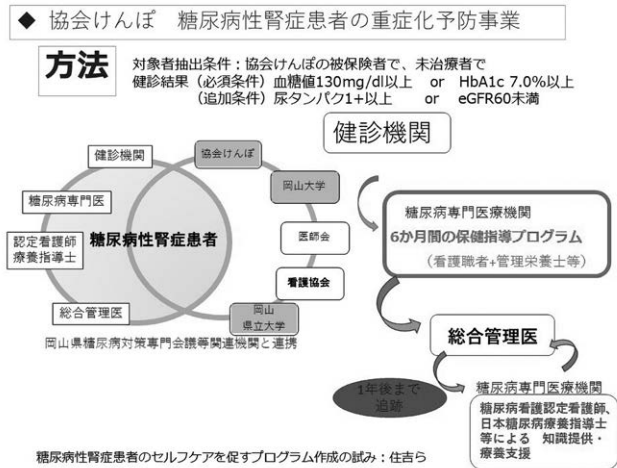 ◆ 協会けんぽ 糖尿病性腎症患者の重症化予防事業
方法
対象者抽出条件：協会けんぽの被保険者で、未治療者で
健診結果（必須条件）血糖値130mg/dl以上 or HbA1c 7.0%以上
（追加条件）尿タンパク1+以上 or eGFR60未満
健診機関
健診機関
協会けんぽ
岡山大学
糖尿病専門医
医師会
認定看護師
療養指導士
糖尿病性腎症患者
看護協会
総合管理医
岡山
県立大学
岡山県糖尿病対策専門会議等関連機関と連携
糖尿病専門医療機関
6か月間の保健指導プログラム
（看護職者+管理栄養士等）
総合管理医
1年後まで
追跡
糖尿病専門医療機関
糖尿病看護認定看護師、
日本糖尿病療養指導士
等による 知識提供・
療養支援
糖尿病性腎症患者のセルフケアを促すプログラム作成の試み：住吉ら